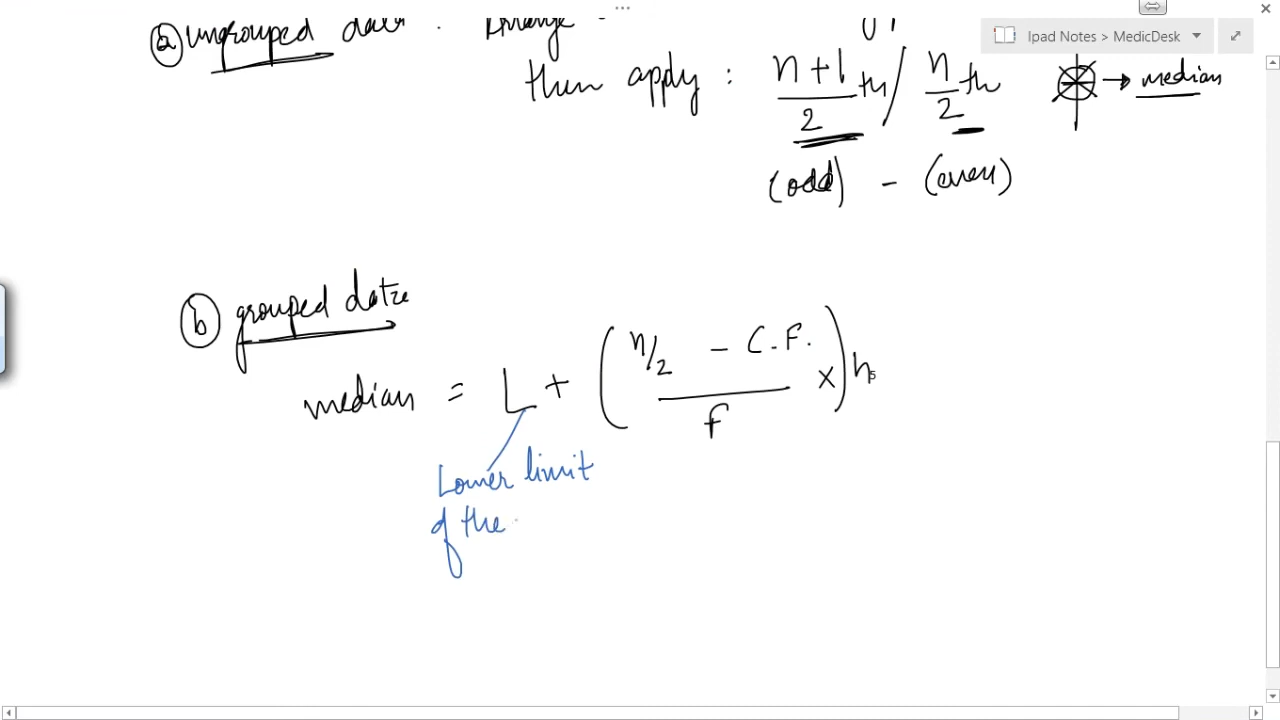 Ipad Notes > MedicDesk
(a) ungrouped data : Arrange
then apply : n+1/2 th / n/2 th → median
(odd) - (even)
(b) grouped data
median = L + ( n/2 - C.F. / f × ) h
Lower limit
of the